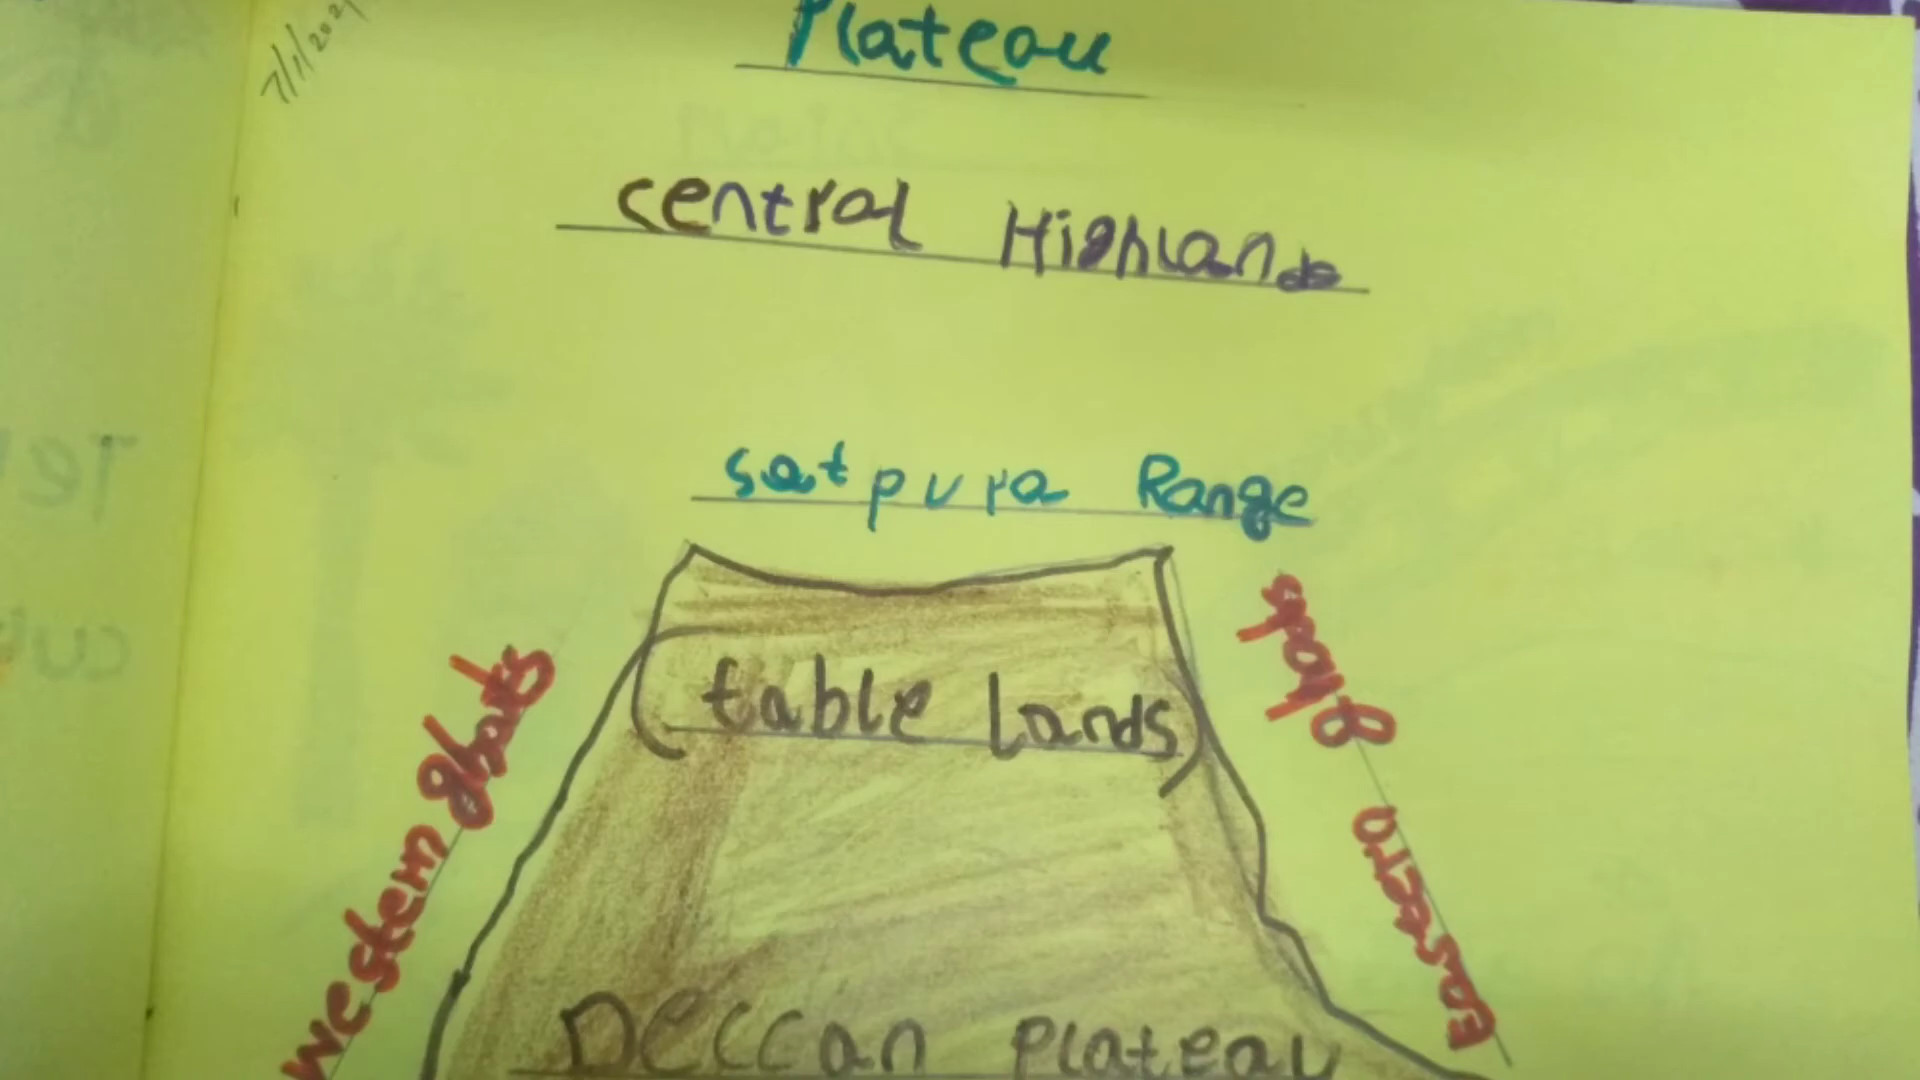 7/1/202
Plateau
central Highlands
satpura Range
(table lands)
western ghats
Eastern ghats
Deccan plateau